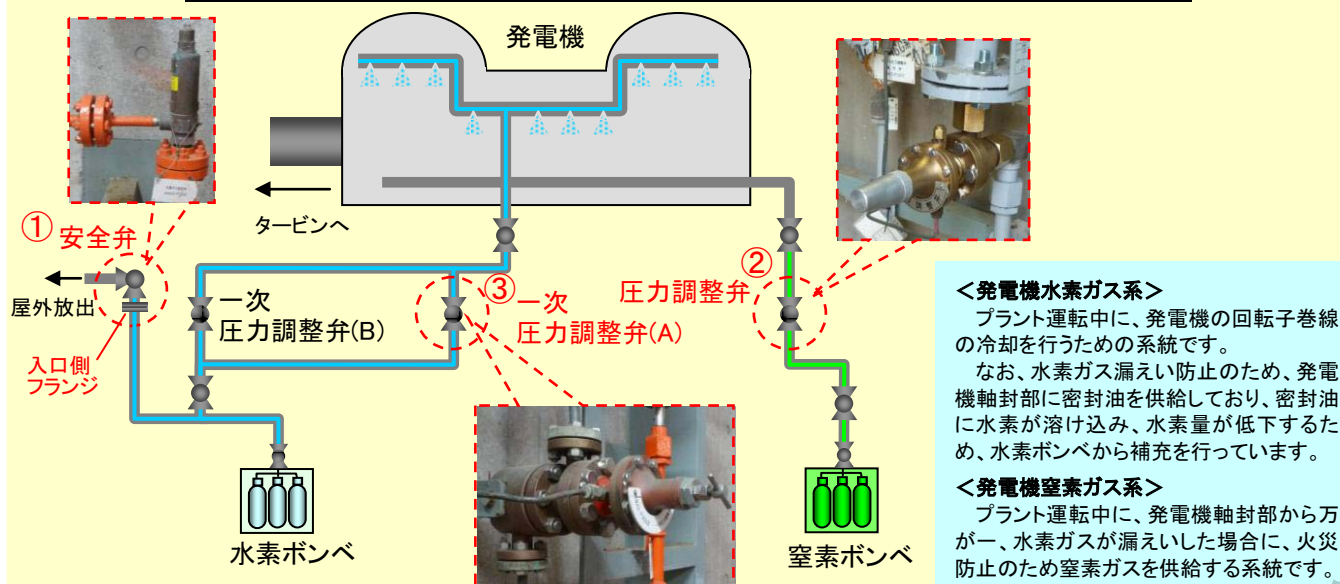 発電機
タービンへ
① 安全弁
屋外放出
入口側
フランジ
一次
圧力調整弁(B)
③ 一次
圧力調整弁(A)
②
圧力調整弁
水素ボンベ
窒素ボンベ
<発電機水素ガス系>
プラント運転中に、発電機の回転子巻線
の冷却を行うための系統です。
なお、水素ガス漏えい防止のため、発電
機軸封部に密封油を供給しており、密封油
に水素が溶け込み、水素量が低下するた
め、水素ボンベから補充を行っています。
<発電機窒素ガス系>
プラント運転中に、発電機軸封部から万
が一、水素ガスが漏えいした場合に、火災
防止のため窒素ガスを供給する系統です。